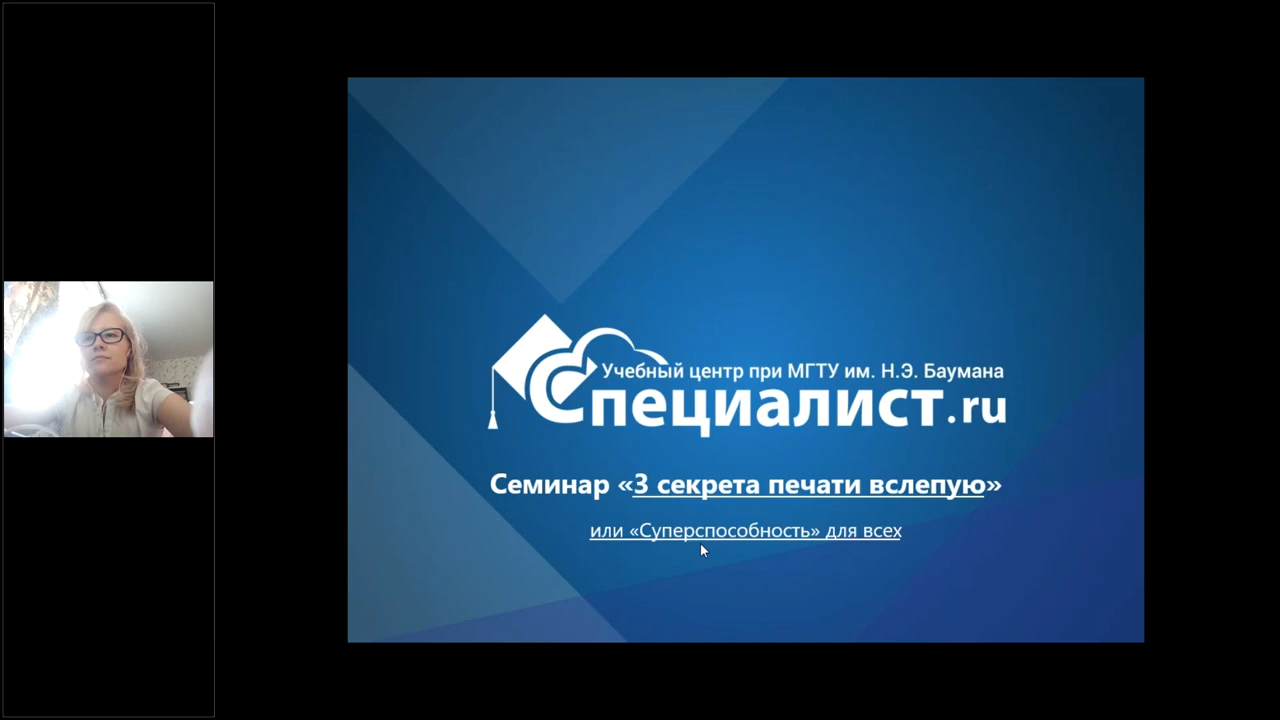 Учебный центр при МГТУ им. Н.Э. Баумана
Специалист.ru
Семинар «3 секрета печати вслепую»
или «Суперспособность» для всех